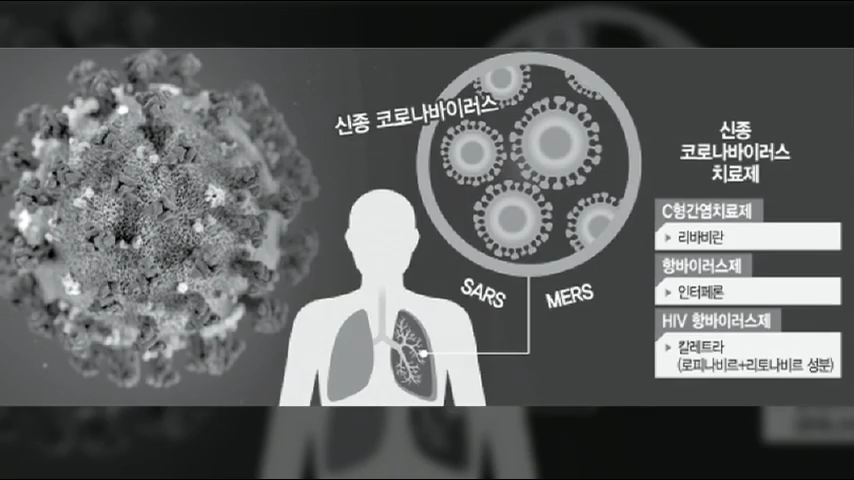 신종 코로나바이러스
SARS
MERS
신종
코로나바이러스
치료제
C형간염치료제
▶ 리바비란
항바이러스제
▶ 인터페론
HIV 항바이러스제
▶ 칼레트라
(로피나비르+리토나비르 성분)